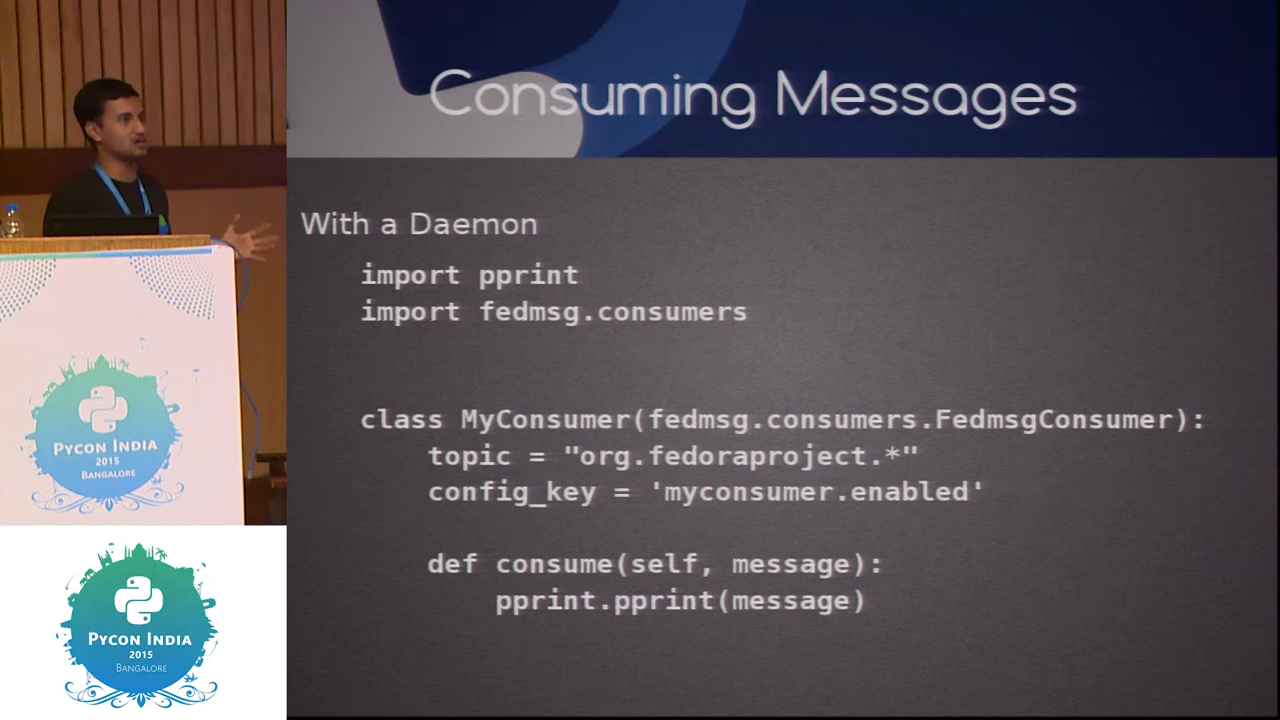 Consuming Messages
With a Daemon
import pprint
import fedmsg.consumers
class MyConsumer(fedmsg.consumers.FedmsgConsumer):
    topic = "org.fedoraproject.*"
    config_key = 'myconsumer.enabled'
    def consume(self, message):
        pprint.pprint(message)
PYCON INDIA
2015
BANGALORE
PYCON INDIA
2015
BANGALORE